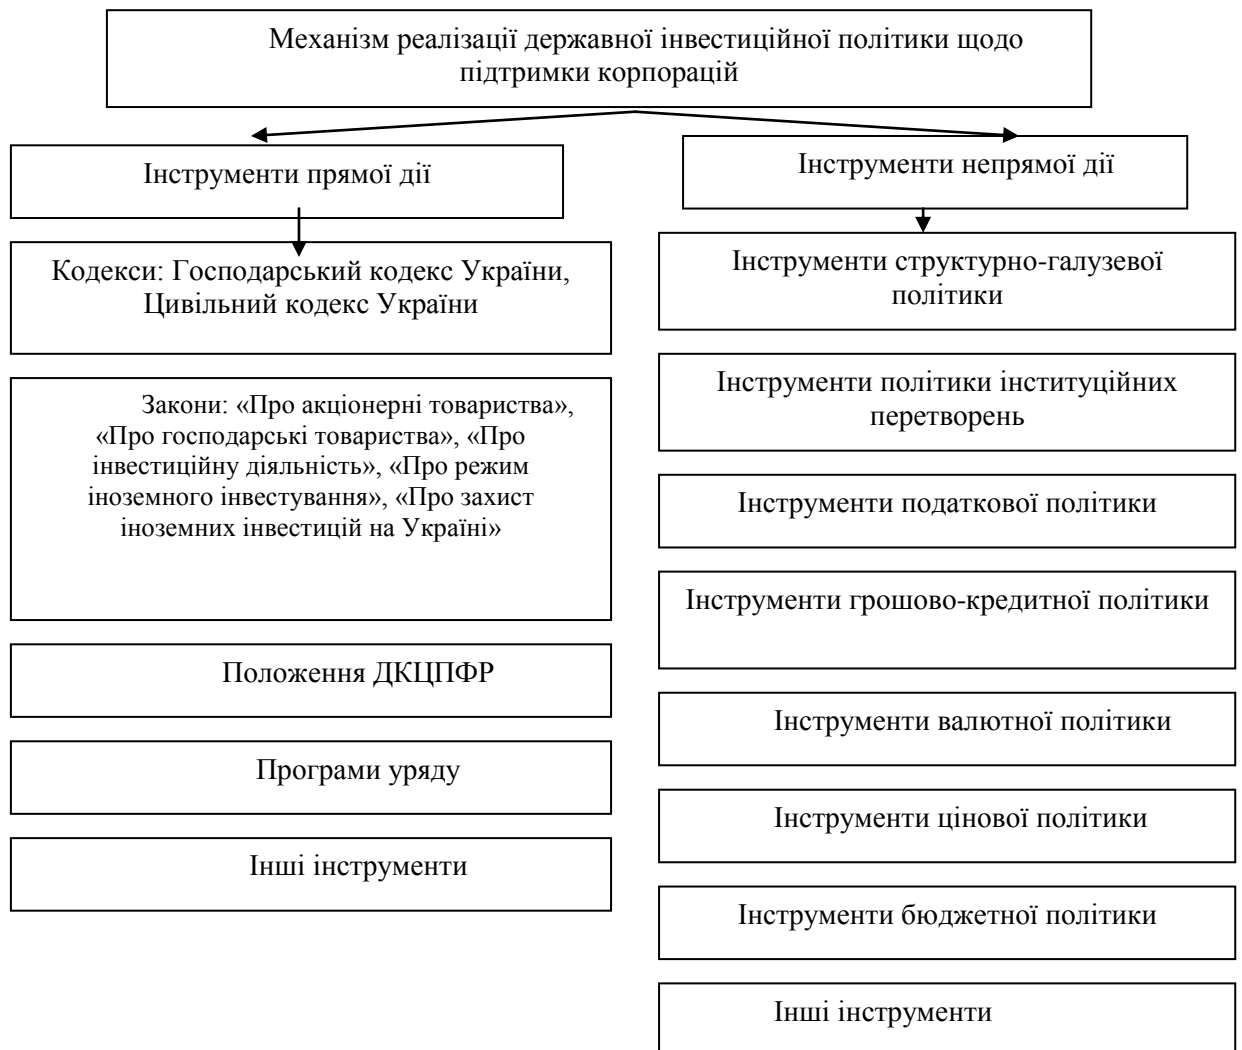 Механізм реалізації державної інвестиційної політики щодо
підтримки корпорацій
Інструменти прямої дії
Кодекси: Господарський кодекс України,
Цивільний кодекс України
Закони: «Про акціонерні товариства»,
«Про господарські товариства», «Про
інвестиційну діяльність», «Про режим
іноземного інвестування», «Про захист
іноземних інвестицій на Україні»
Положення ДКЦПФР
Програми уряду
Інші інструменти
Інструменти непрямої дії
Інструменти структурно-галузевої
політики
Інструменти політики інституційних
перетворень
Інструменти податкової політики
Інструменти грошово-кредитної політики
Інструменти валютної політики
Інструменти цінової політики
Інструменти бюджетної політики
Інші інструменти